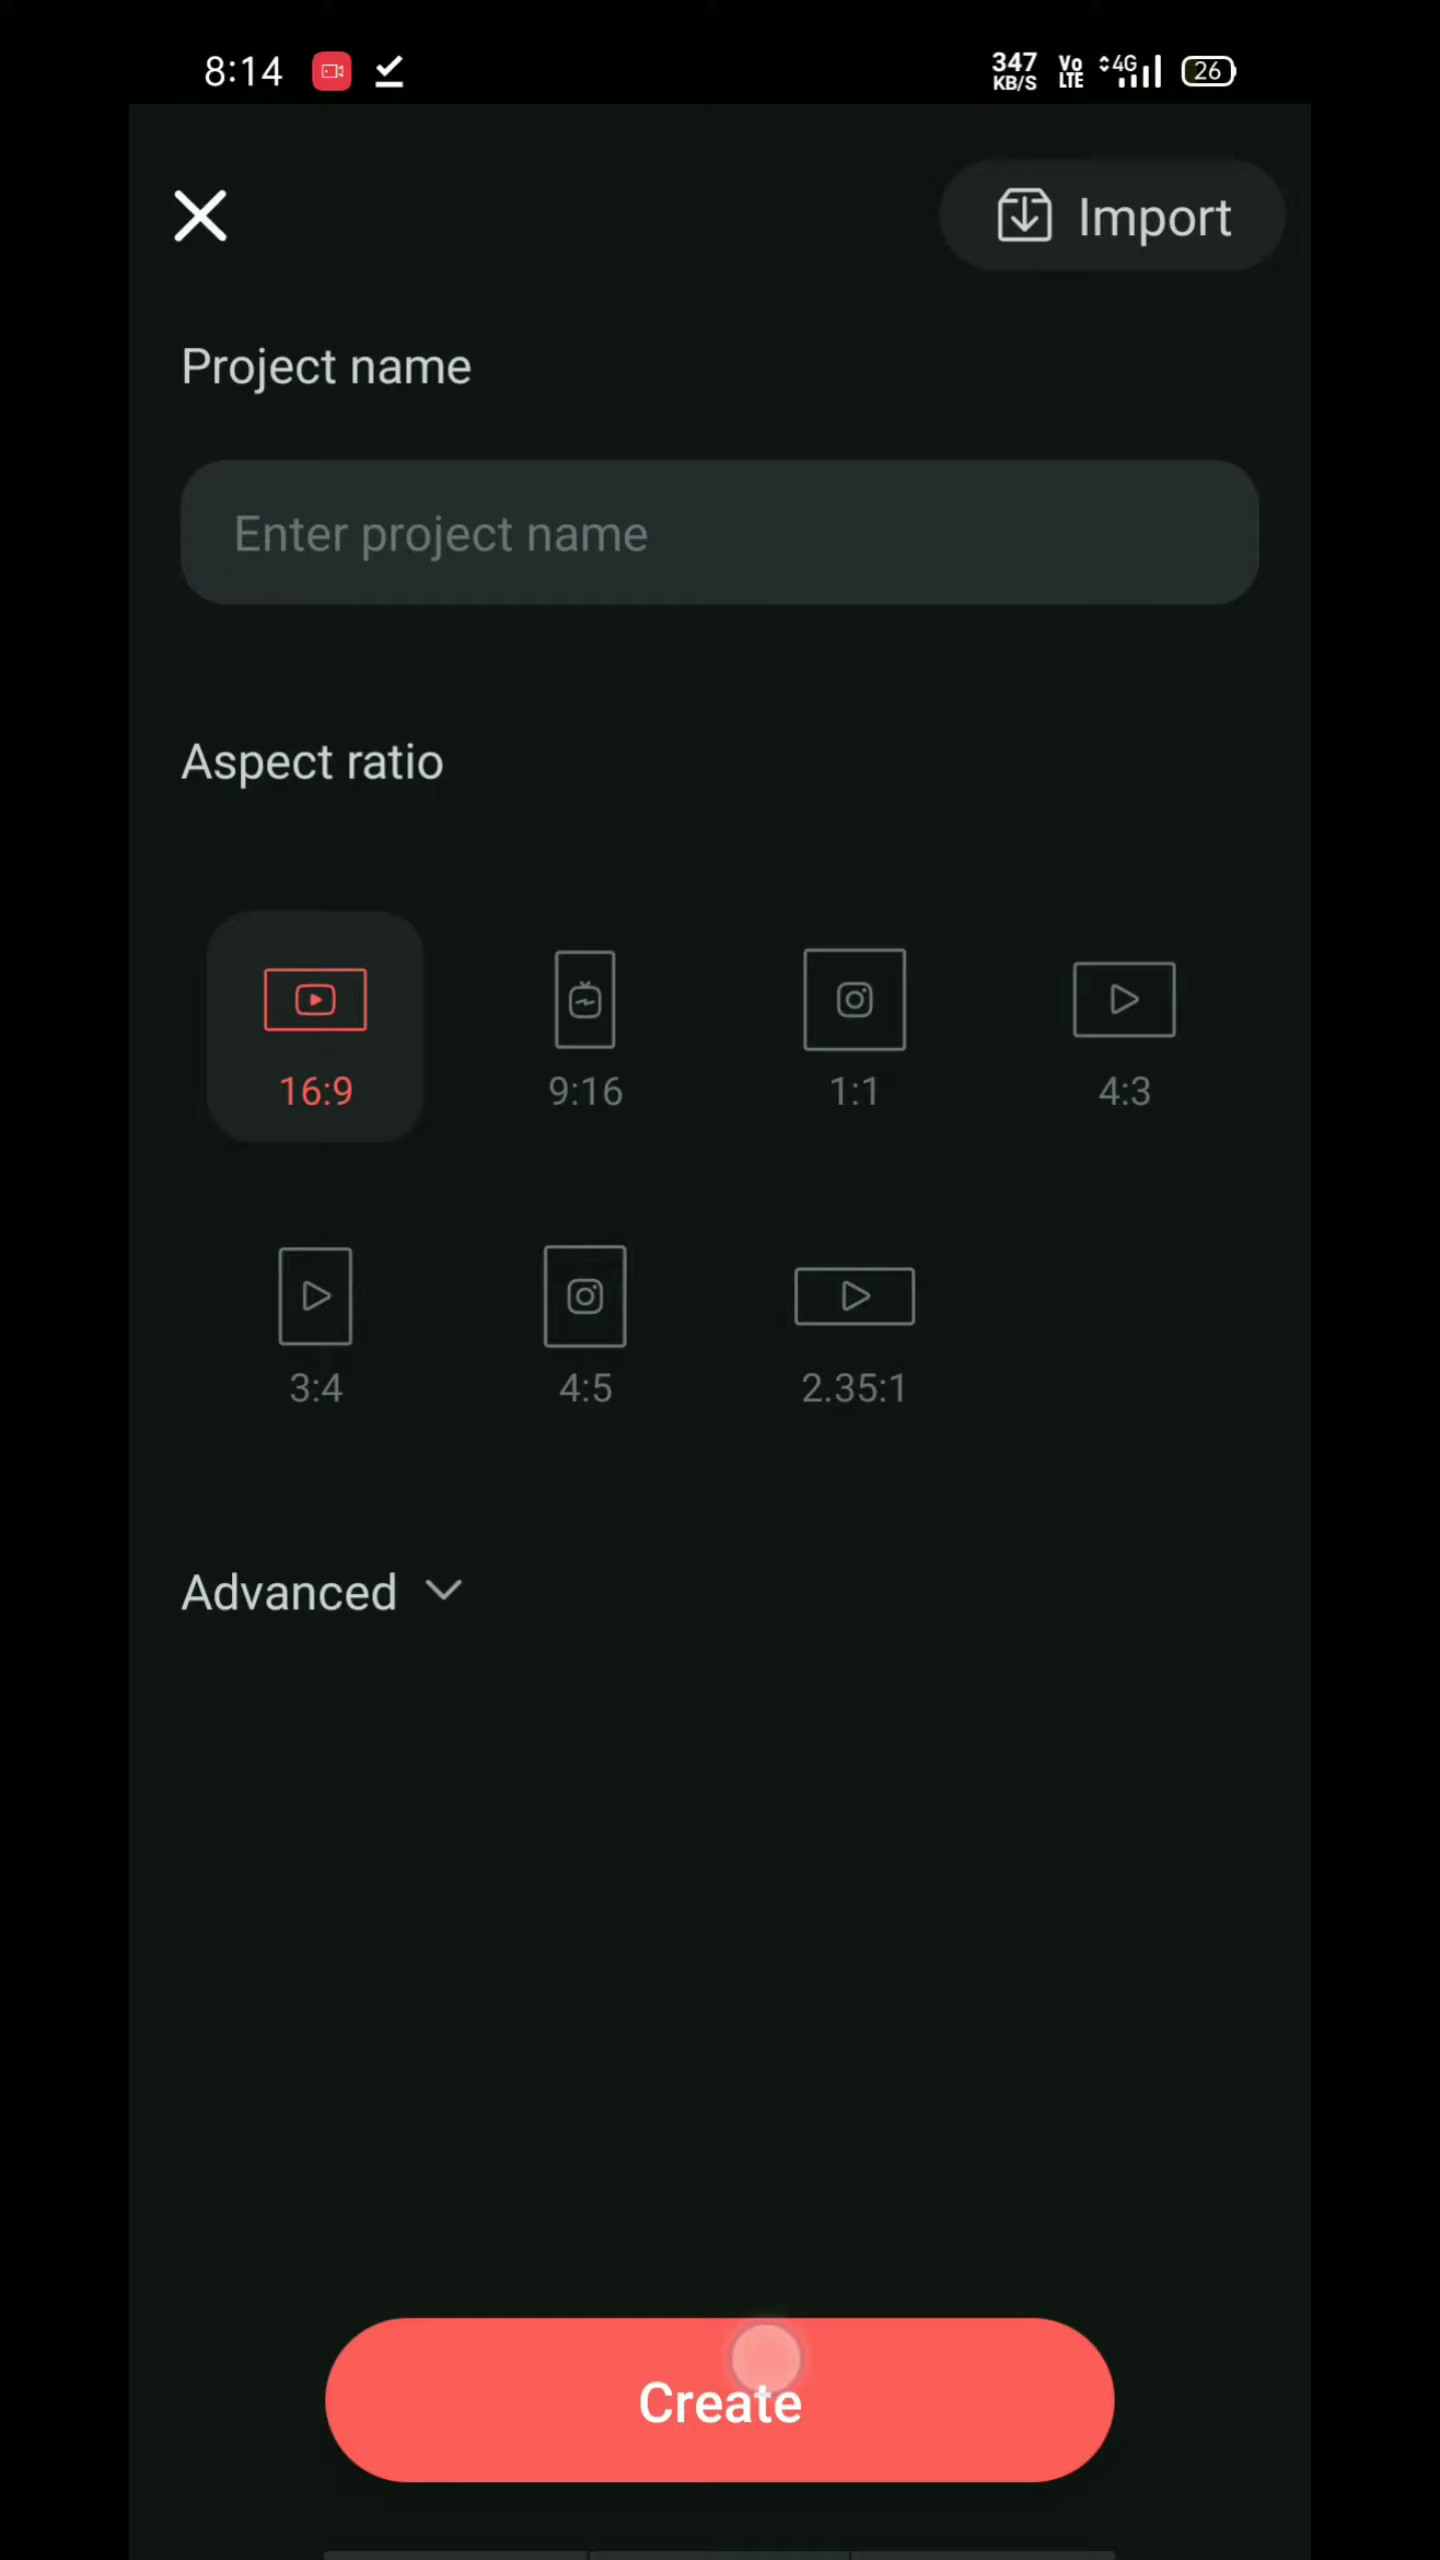 8:14
347 KB/S Vo LTE 4G 26
Import
Project name
Enter project name
Aspect ratio
16:9 9:16 1:1 4:3
3:4 4:5 2.35:1
Advanced
Create